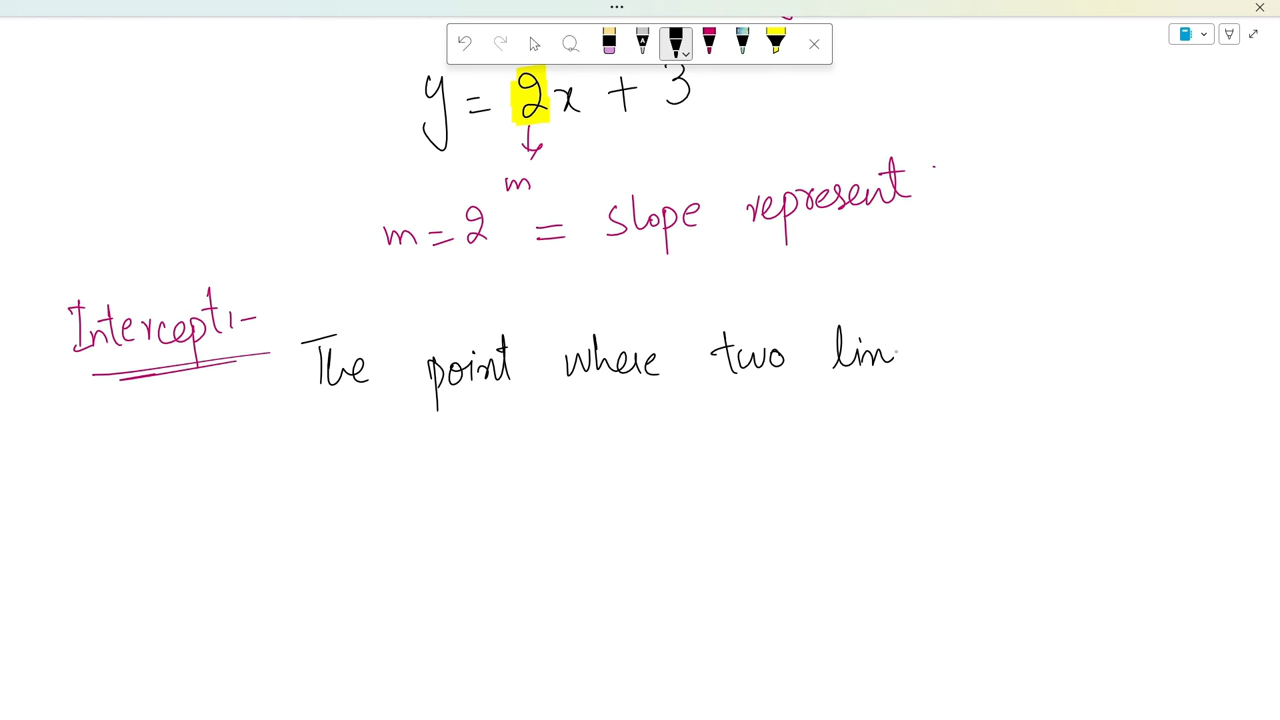 y = 2x + 3
m
m = 2 = slope represent
Intercept:-
The point where two lin